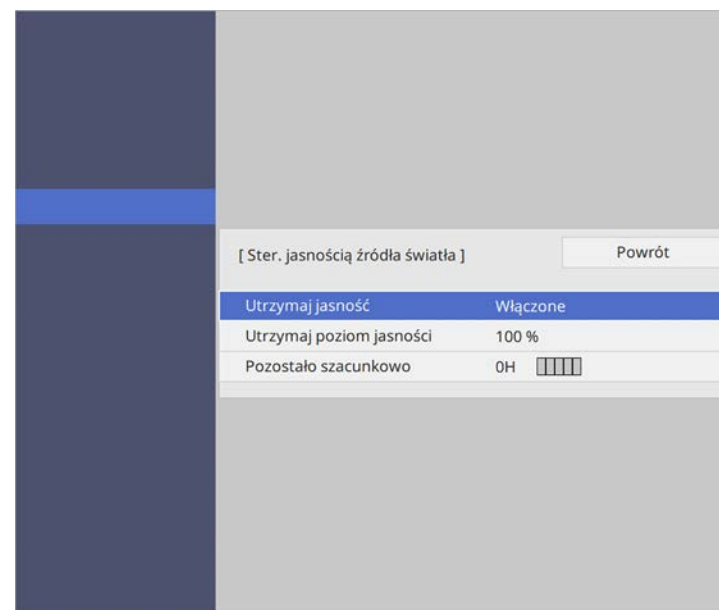 [ Ster. jasnością źródła światła ] Powrót
Utrzymaj jasność Włączone
Utrzymaj poziom jasności 100 %
Pozostało szacunkowo 0H